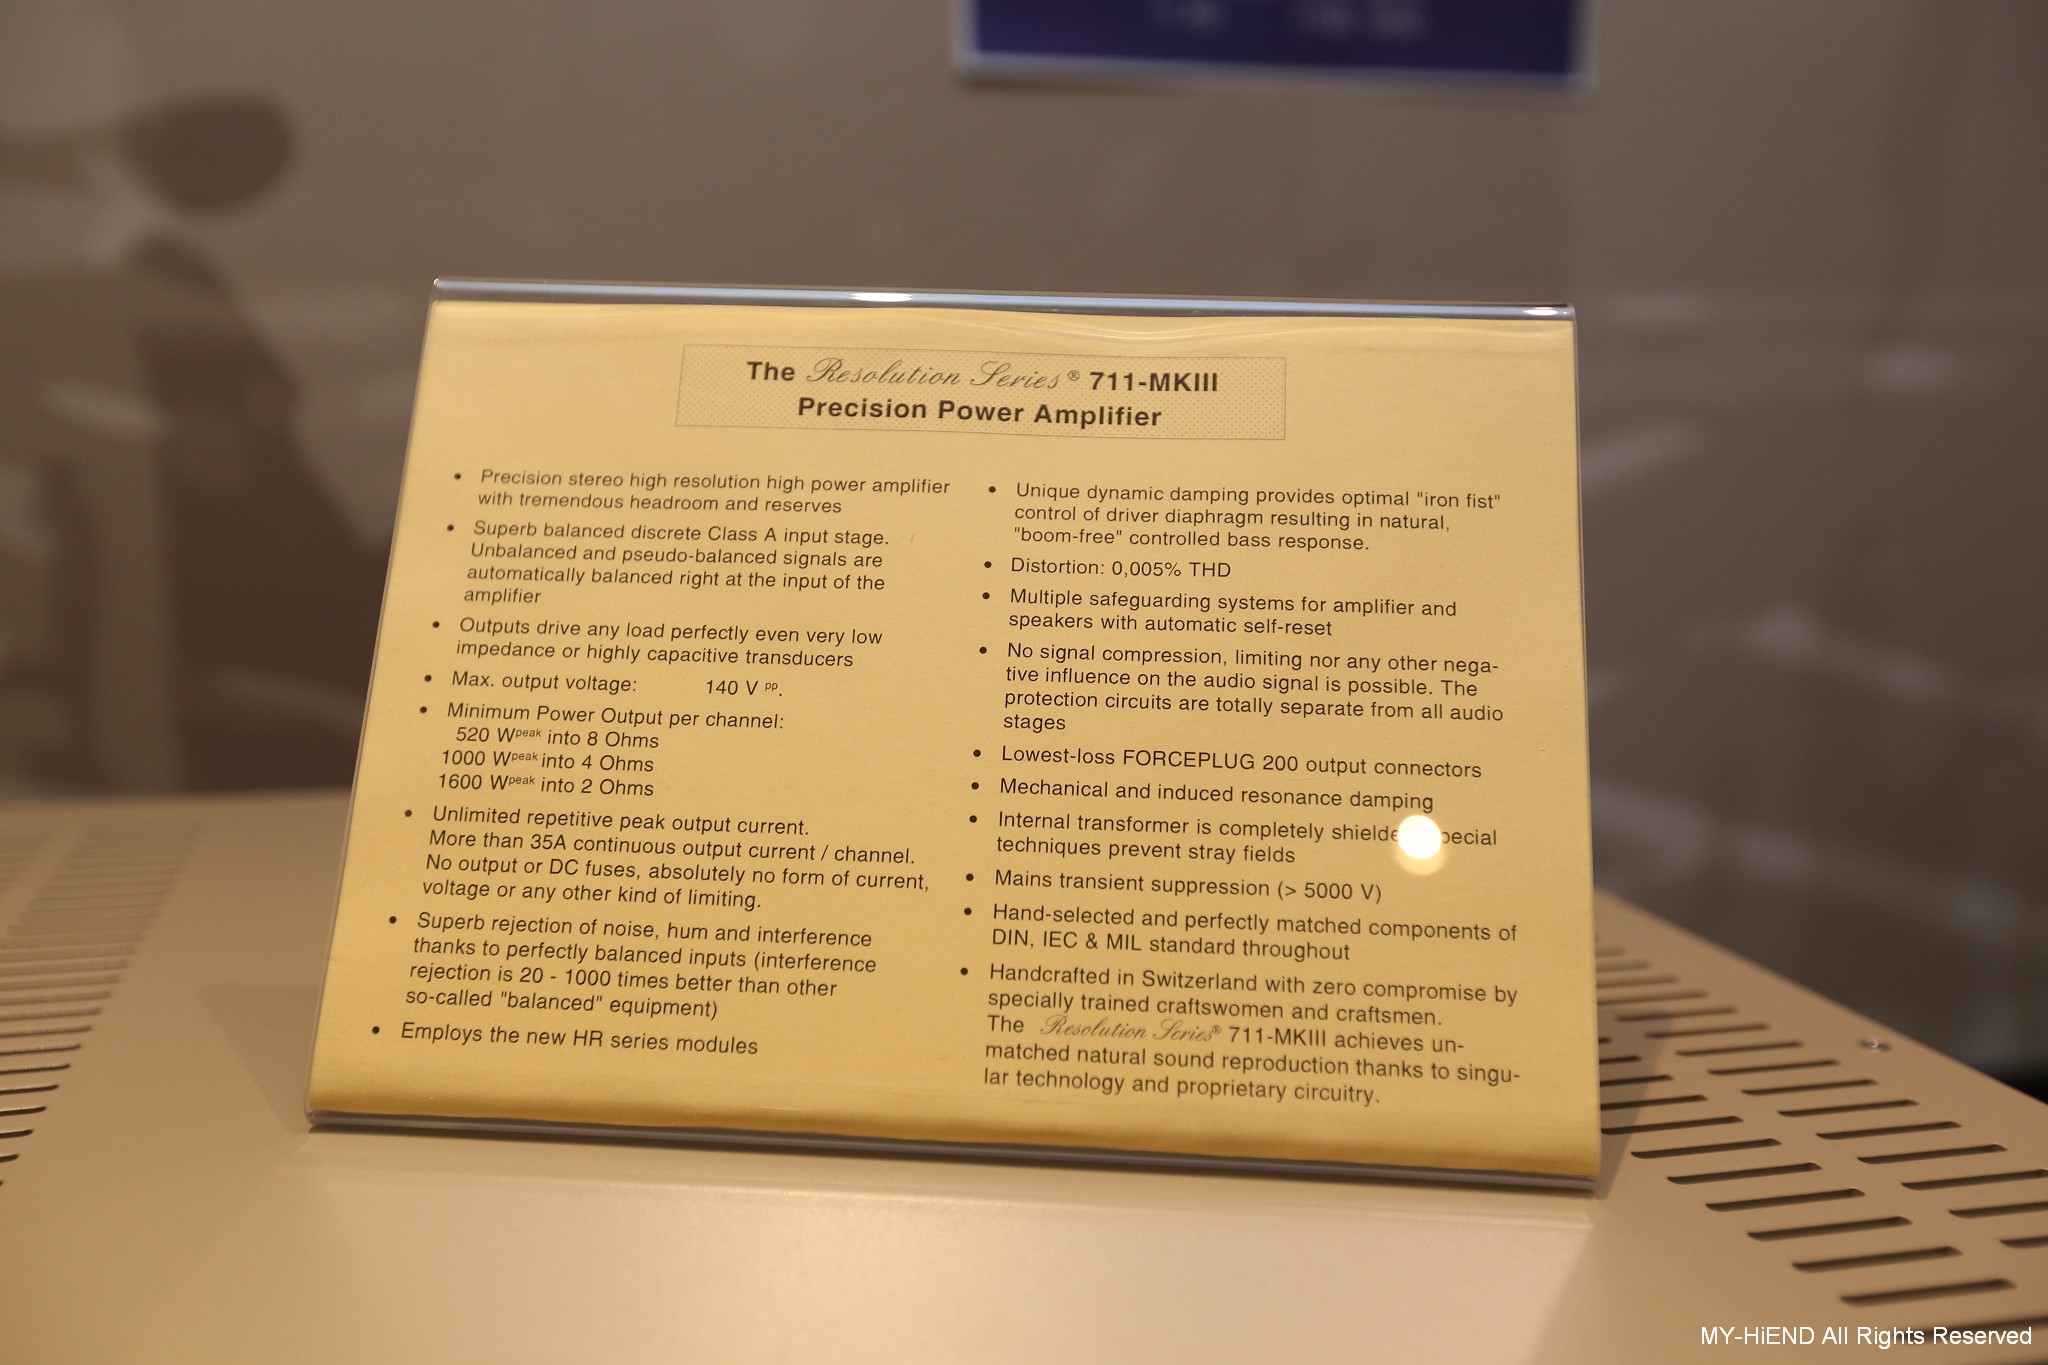 The Resolution Series® 711-MKIII
Precision Power Amplifier
• Precision stereo high resolution high power amplifier
with tremendous headroom and reserves
• Superb balanced discrete Class A input stage.
Unbalanced and pseudo-balanced signals are
automatically balanced right at the input of the
amplifier
• Outputs drive any load perfectly even very low
impedance or highly capacitive transducers
• Max. output voltage: 140 V pp.
• Minimum Power Output per channel:
520 Wpeak into 8 Ohms
1000 Wpeak into 4 Ohms
1600 Wpeak into 2 Ohms
• Unlimited repetitive peak output current.
More than 35A continuous output current / channel.
No output or DC fuses, absolutely no form of current,
voltage or any other kind of limiting.
• Superb rejection of noise, hum and interference
thanks to perfectly balanced inputs (interference
rejection is 20 - 1000 times better than other
so-called "balanced" equipment)
• Employs the new HR series modules
• Unique dynamic damping provides optimal "iron fist"
control of driver diaphragm resulting in natural,
"boom-free" controlled bass response.
• Distortion: 0,005% THD
• Multiple safeguarding systems for amplifier and
speakers with automatic self-reset
• No signal compression, limiting nor any other nega-
tive influence on the audio signal is possible. The
protection circuits are totally separate from all audio
stages
• Lowest-loss FORCEPLUG 200 output connectors
• Mechanical and induced resonance damping
• Internal transformer is completely
techniques prevent stray fields
• Mains transient suppression (> 5000 V)
• Hand-selected and perfectly matched components of
DIN, IEC & MIL standard throughout
• Handcrafted in Switzerland with zero compromise by
specially trained craftswomen and craftsmen.
The Resolution Series® 711-MKIII achieves un-
matched natural sound reproduction thanks to singu-
lar technology and proprietary circuitry.
MY-HiEND All Rights Reserved